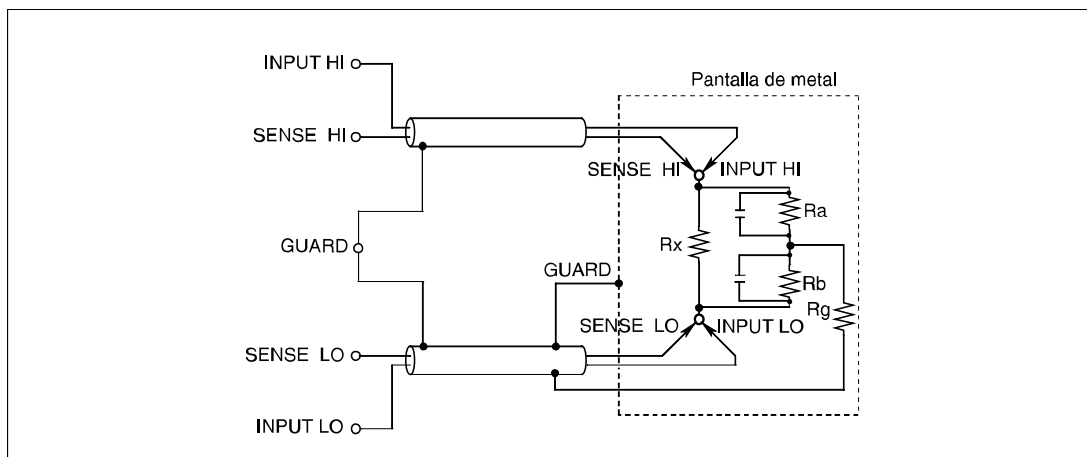 INPUT HI
Pantalla de metal
SENSE HI
SENSE HI
INPUT HI
Ra
Rx
GUARD
GUARD
Rb
Rg
SENSE LO
INPUT LO
SENSE LO
INPUT LO